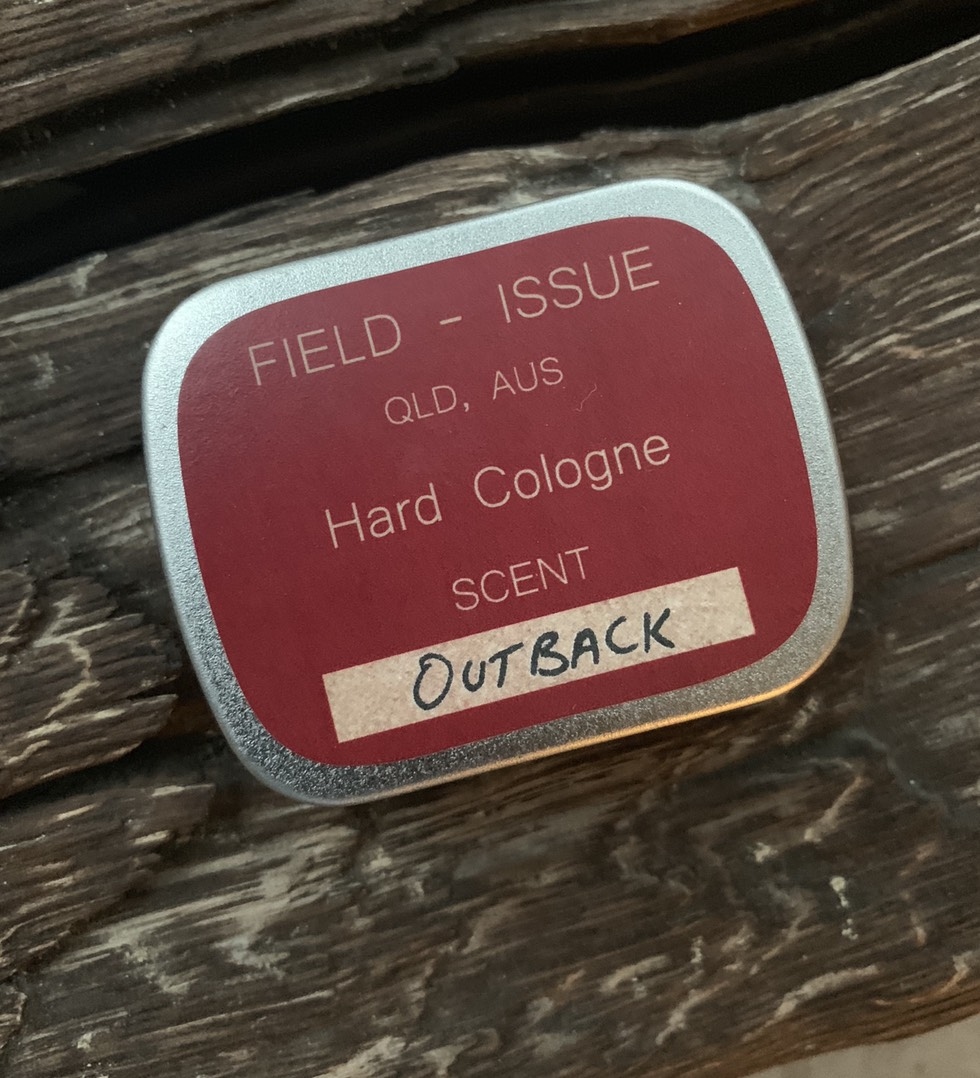 FIELD - ISSUE
QLD, AUS
Hard Cologne
SCENT
OUTBACK